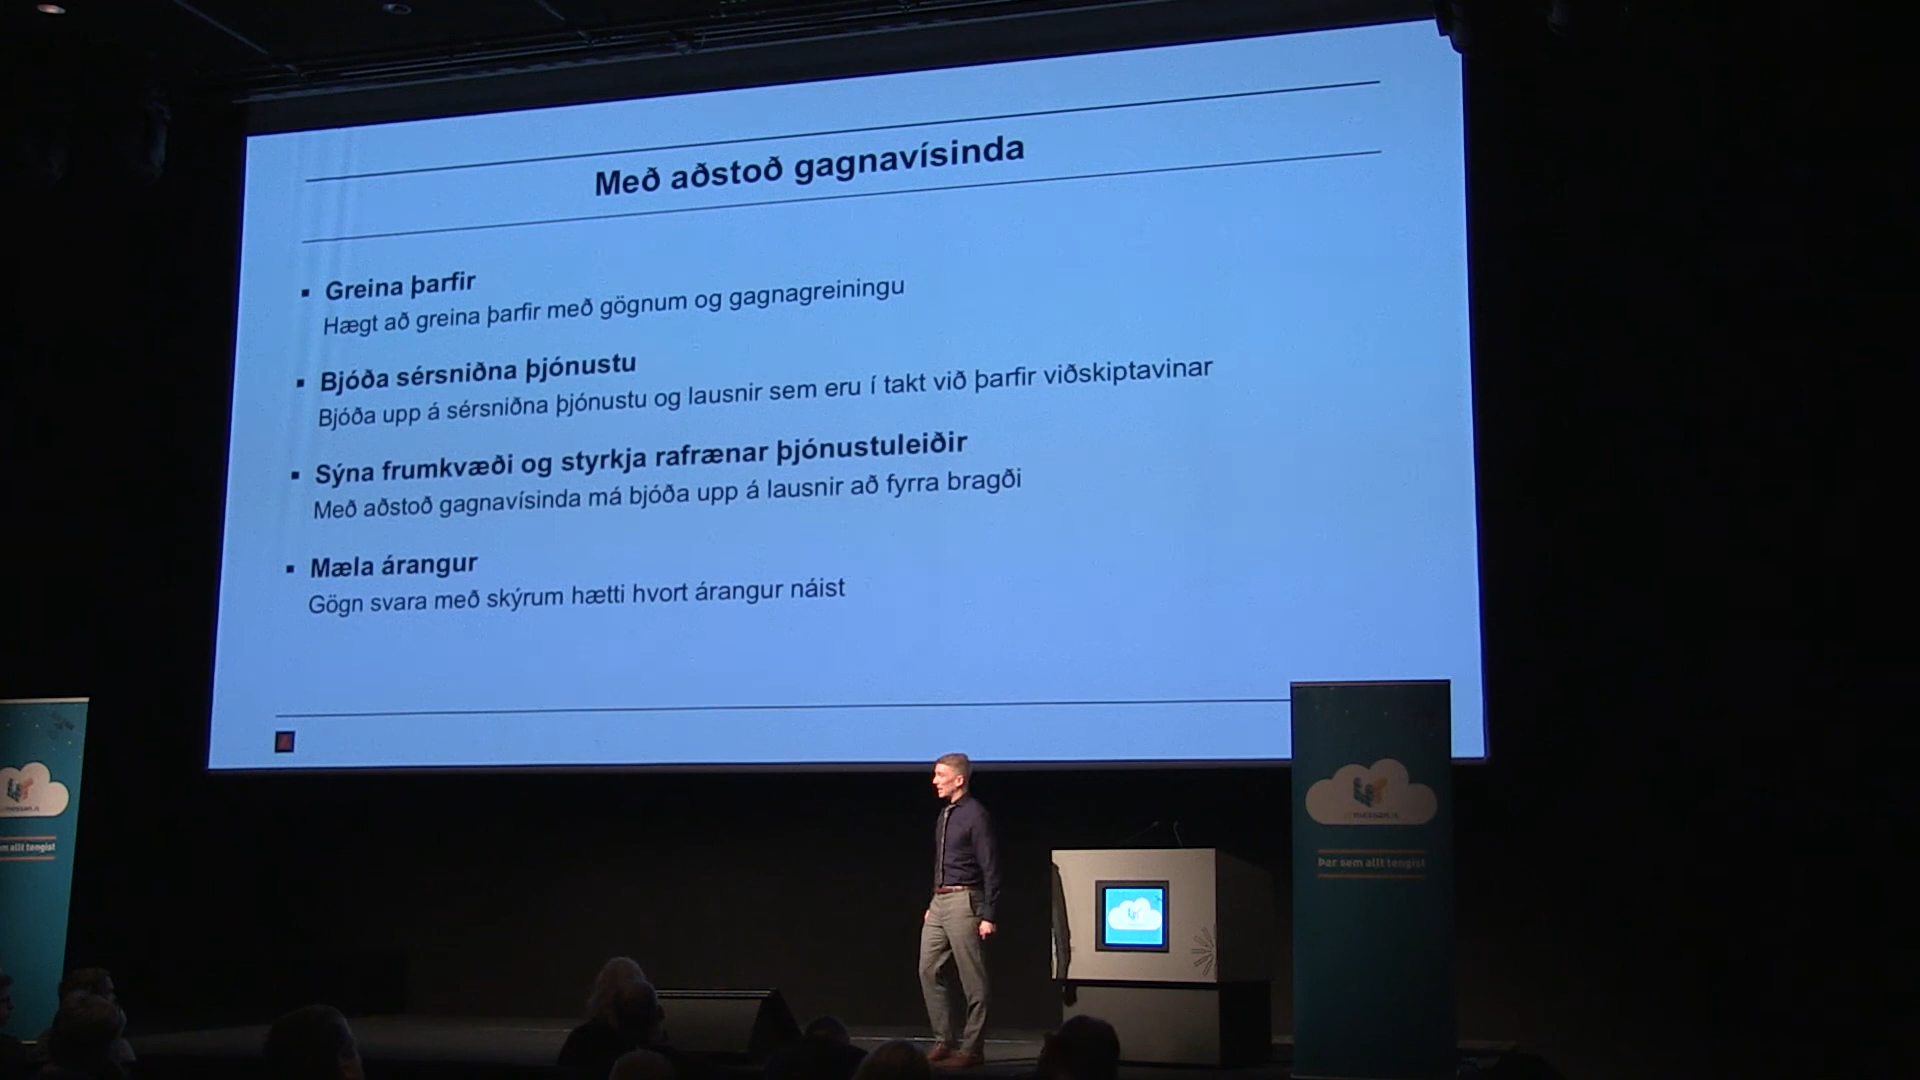 Með aðstoð gagnavísinda
▪ Greina þarfir
Hægt að greina þarfir með gögnum og gagnagreiningu
▪ Bjóða sérsniðna þjónustu
Bjóða upp á sérsniðna þjónustu og lausnir sem eru í takt við þarfir viðskiptavinar
▪ Sýna frumkvæði og styrkja rafrænar þjónustuleiðir
Með aðstoð gagnavísinda má bjóða upp á lausnir að fyrra bragði
▪ Mæla árangur
Gögn svara með skýrum hætti hvort árangur náist
m allt tengist
Þar sem allt tengist